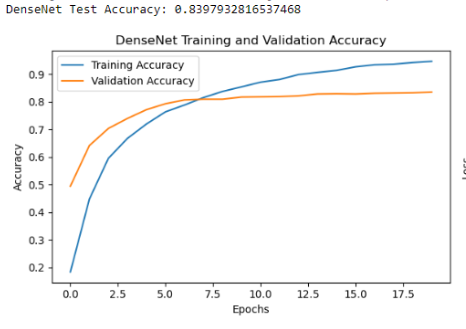 DenseNet Test Accuracy: 0.8397932816537468
DenseNet Training and Validation Accuracy
Training Accuracy
Validation Accuracy
Accuracy
0.9
0.8
0.7
0.6
0.5
0.4
0.3
0.2
0.0 2.5 5.0 7.5 10.0 12.5 15.0 17.5
Epochs
Loss